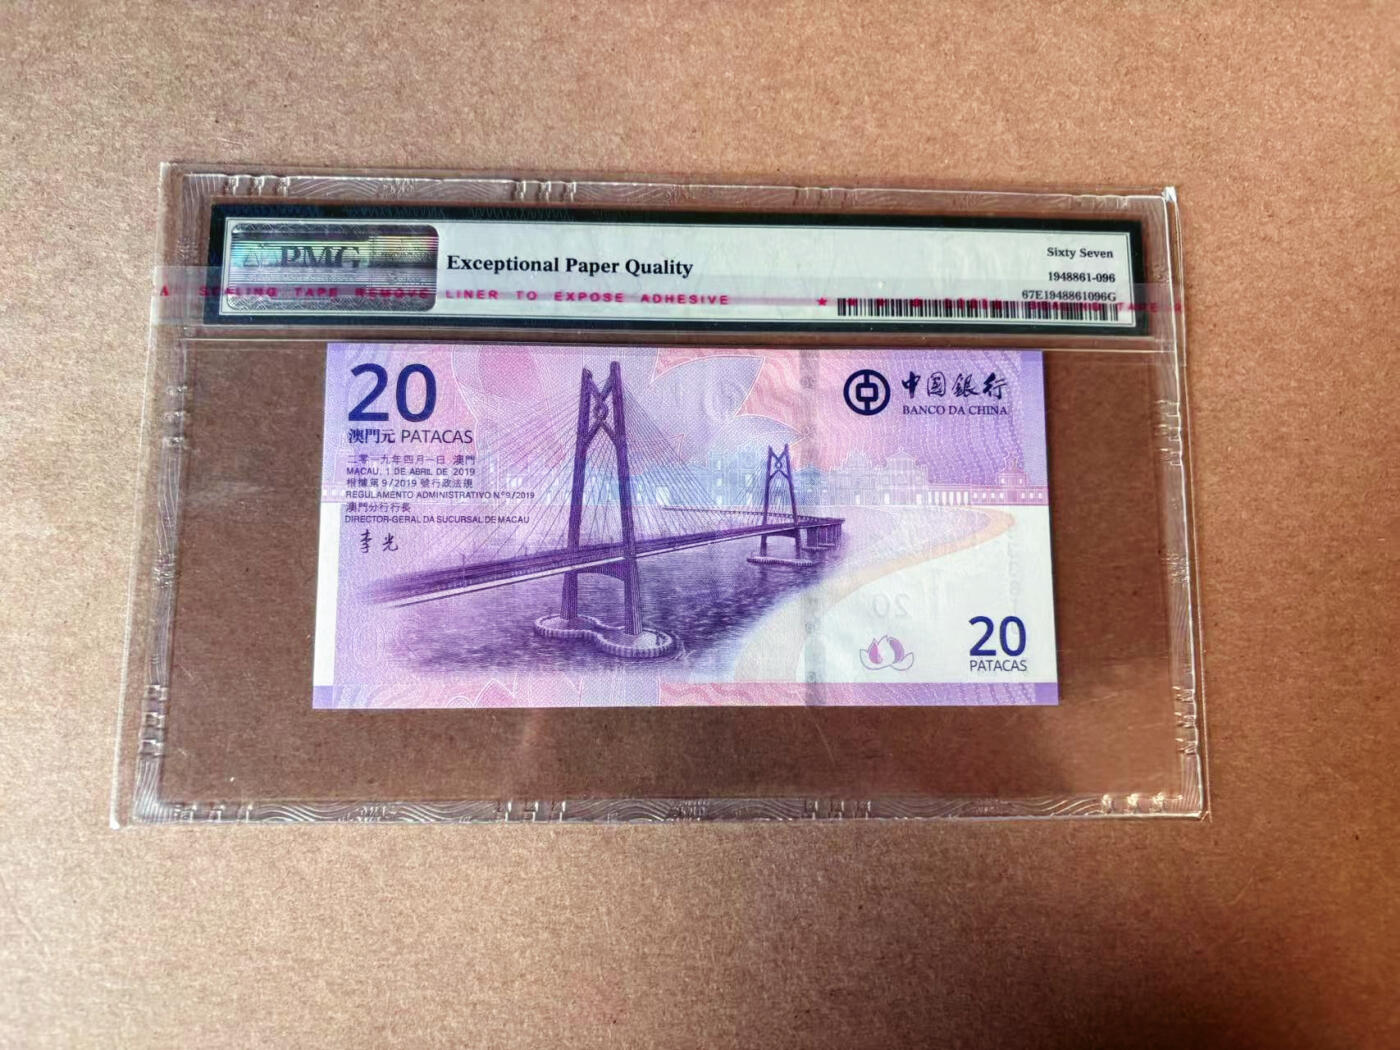 PMG
Exceptional Paper Quality
Sixty Seven
1948861-096
67E1948861096G
SEALING TAPE REMOVE LINER TO EXPOSE ADHESIVE
20
澳門元 PATACAS
二零一九年四月一日 澳門
MACAU, 1 DE ABRIL DE 2019
根據第9/2019號行政法規
REGULAMENTO ADMINISTRATIVO N.º9/2019
澳門分行行長
DIRECTOR-GERAL DA SUCURSAL DE MACAU
李光
中国銀行
BANCO DA CHINA
20
20
PATACAS